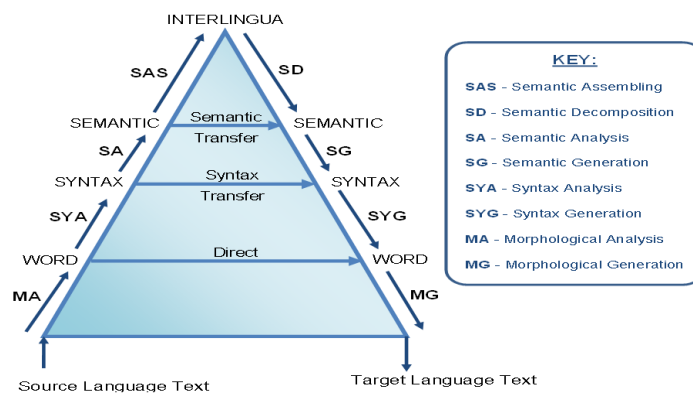 INTERLINGUA
SAS
SD
SEMANTIC
Semantic
Transfer
SEMANTIC
SA
SG
SYNTAX
Syntax
Transfer
SYNTAX
SYA
SYG
WORD
Direct
WORD
MA
MG
Source Language Text
Target Language Text
KEY:
SAS - Semantic Assembling
SD - Semantic Decomposition
SA - Semantic Analysis
SG - Semantic Generation
SYA - Syntax Analysis
SYG - Syntax Generation
MA - Morphological Analysis
MG - Morphological Generation